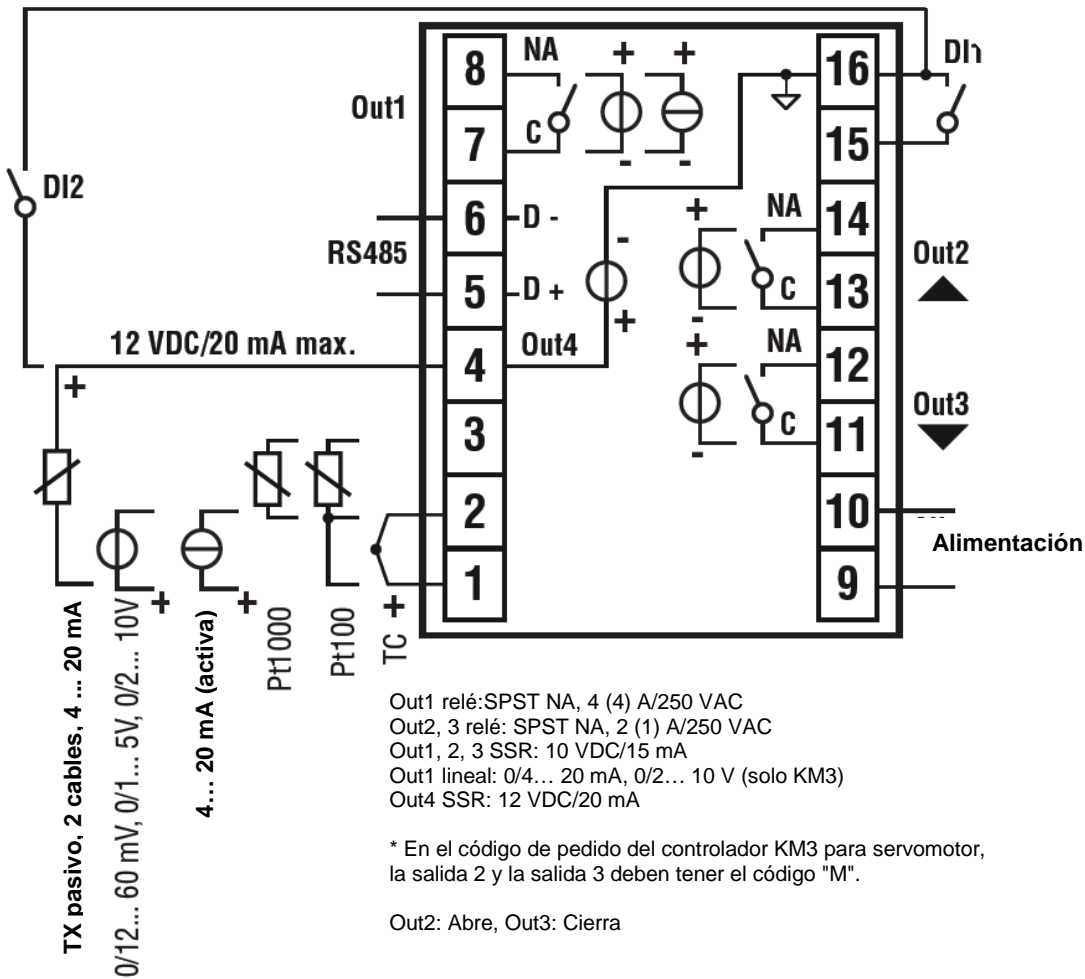 8
NA
+
+
16
DI1
Out1
7
C
-
-
15
DI2
6
D -
+
NA
14
Out2
RS485
-
5
D +
C
13
-
+
12 VDC/20 mA max.
4
Out4
+
NA
12
+
3
C
11
Out3
-
2
10
Alimentación
1
9
+
+
+
TX pasivo, 2 cables, 4 ... 20 mA
0/12... 60 mV, 0/1... 5V, 0/2... 10V
4... 20 mA (activa)
Pt1000
Pt100
TC
Out1 relé:SPST NA, 4 (4) A/250 VAC
Out2, 3 relé: SPST NA, 2 (1) A/250 VAC
Out1, 2, 3 SSR: 10 VDC/15 mA
Out1 lineal: 0/4… 20 mA, 0/2… 10 V (solo KM3)
Out4 SSR: 12 VDC/20 mA
* En el código de pedido del controlador KM3 para servomotor,
la salida 2 y la salida 3 deben tener el código "M".
Out2: Abre, Out3: Cierra